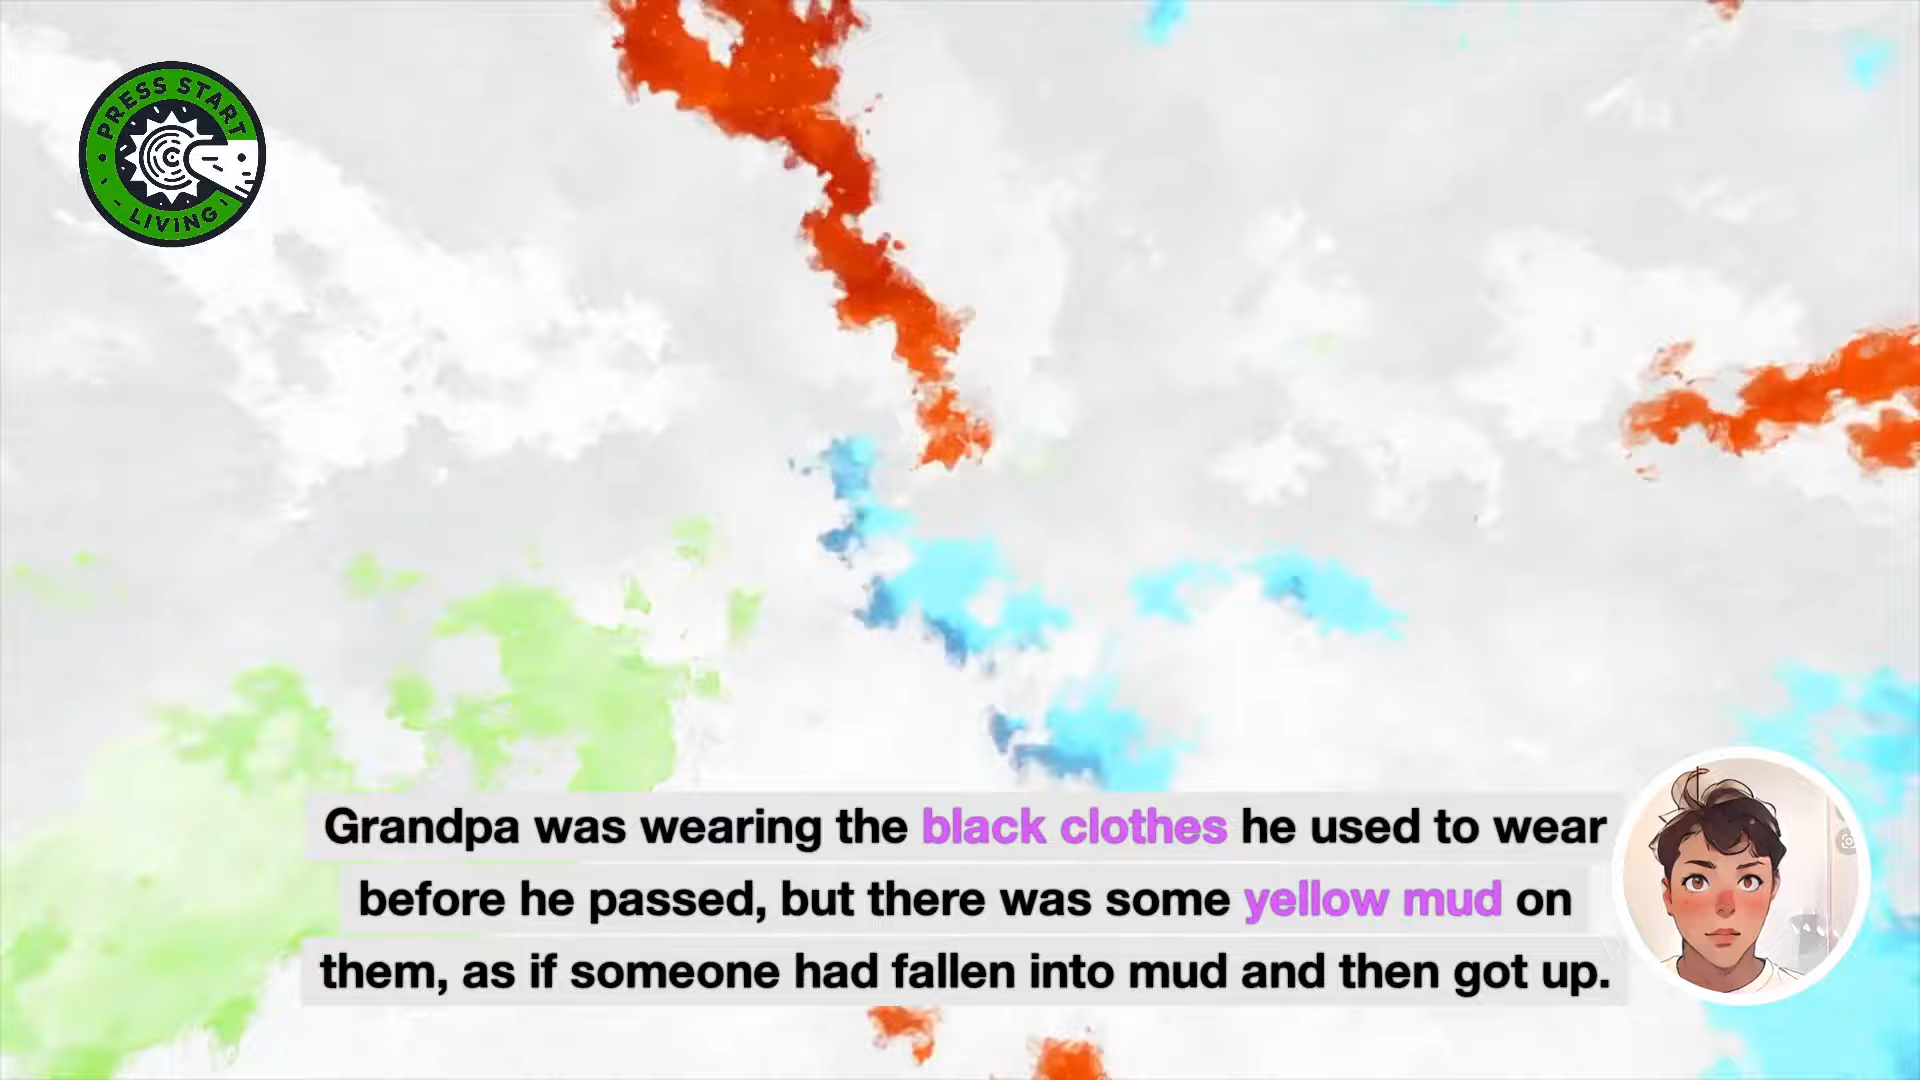 PRESS START
LIVING
Grandpa was wearing the black clothes he used to wear
before he passed, but there was some yellow mud on
them, as if someone had fallen into mud and then got up.